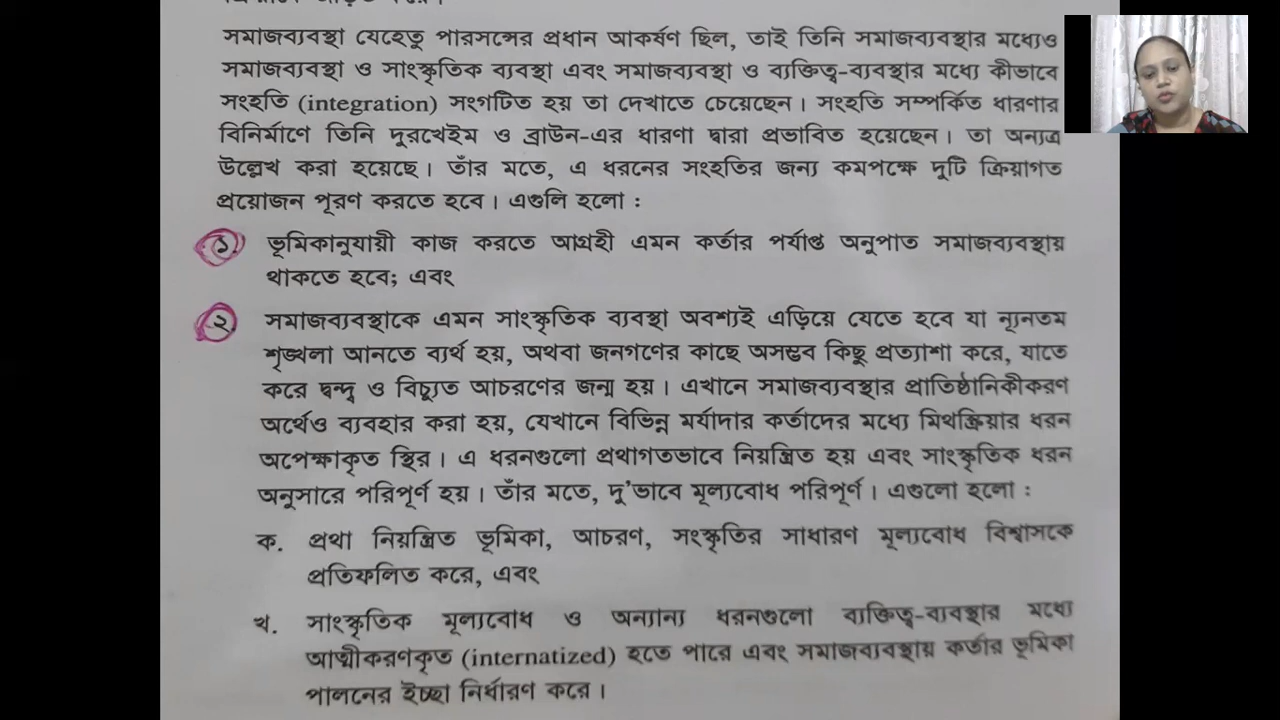 সমাজব্যবস্থা যেহেতু পারসন্সের প্রধান আকর্ষণ ছিল, তাই তিনি সমাজব্যবস্থার মধ্যেও
সমাজব্যবস্থা ও সাংস্কৃতিক ব্যবস্থা এবং সমাজব্যবস্থা ও ব্যক্তিত্ব-ব্যবস্থার মধ্যে কীভাবে
সংহতি (integration) সংগটিত হয় তা দেখাতে চেয়েছেন। সংহতি সম্পর্কিত ধারণার
বিনির্মাণে তিনি দুরখেইম ও ব্রাউন-এর ধারণা দ্বারা প্রভাবিত হয়েছেন। তা অন্যত্র
উল্লেখ করা হয়েছে। তাঁর মতে, এ ধরনের সংহতির জন্য কমপক্ষে দুটি ক্রিয়াগত
প্রয়োজন পূরণ করতে হবে। এগুলি হলো :
১. ভূমিকানুযায়ী কাজ করতে আগ্রহী এমন কর্তার পর্যাপ্ত অনুপাত সমাজব্যবস্থায়
থাকতে হবে; এবং
২. সমাজব্যবস্থাকে এমন সাংস্কৃতিক ব্যবস্থা অবশ্যই এড়িয়ে যেতে হবে যা ন্যূনতম
শৃঙ্খলা আনতে ব্যর্থ হয়, অথবা জনগণের কাছে অসম্ভব কিছু প্রত্যাশা করে, যাতে
করে দ্বন্দ্ব ও বিচ্যুত আচরণের জন্ম হয়। এখানে সমাজব্যবস্থার প্রাতিষ্ঠানিকীকরণ
অর্থেও ব্যবহার করা হয়, যেখানে বিভিন্ন মর্যাদার কর্তাদের মধ্যে মিথষ্ক্রিয়ার ধরন
অপেক্ষাকৃত স্থির। এ ধরনগুলো প্রথাগতভাবে নিয়ন্ত্রিত হয় এবং সাংস্কৃতিক ধরন
অনুসারে পরিপূর্ণ হয়। তাঁর মতে, দু'ভাবে মূল্যবোধ পরিপূর্ণ। এগুলো হলো :
ক. প্রথা নিয়ন্ত্রিত ভূমিকা, আচরণ, সংস্কৃতির সাধারণ মূল্যবোধ বিশ্বাসকে
প্রতিফলিত করে, এবং
খ. সাংস্কৃতিক মূল্যবোধ ও অন্যান্য ধরনগুলো ব্যক্তিত্ব-ব্যবস্থার মধ্যে
আত্মীকরণকৃত (internatized) হতে পারে এবং সমাজব্যবস্থায় কর্তার ভূমিকা
পালনের ইচ্ছা নির্ধারণ করে।